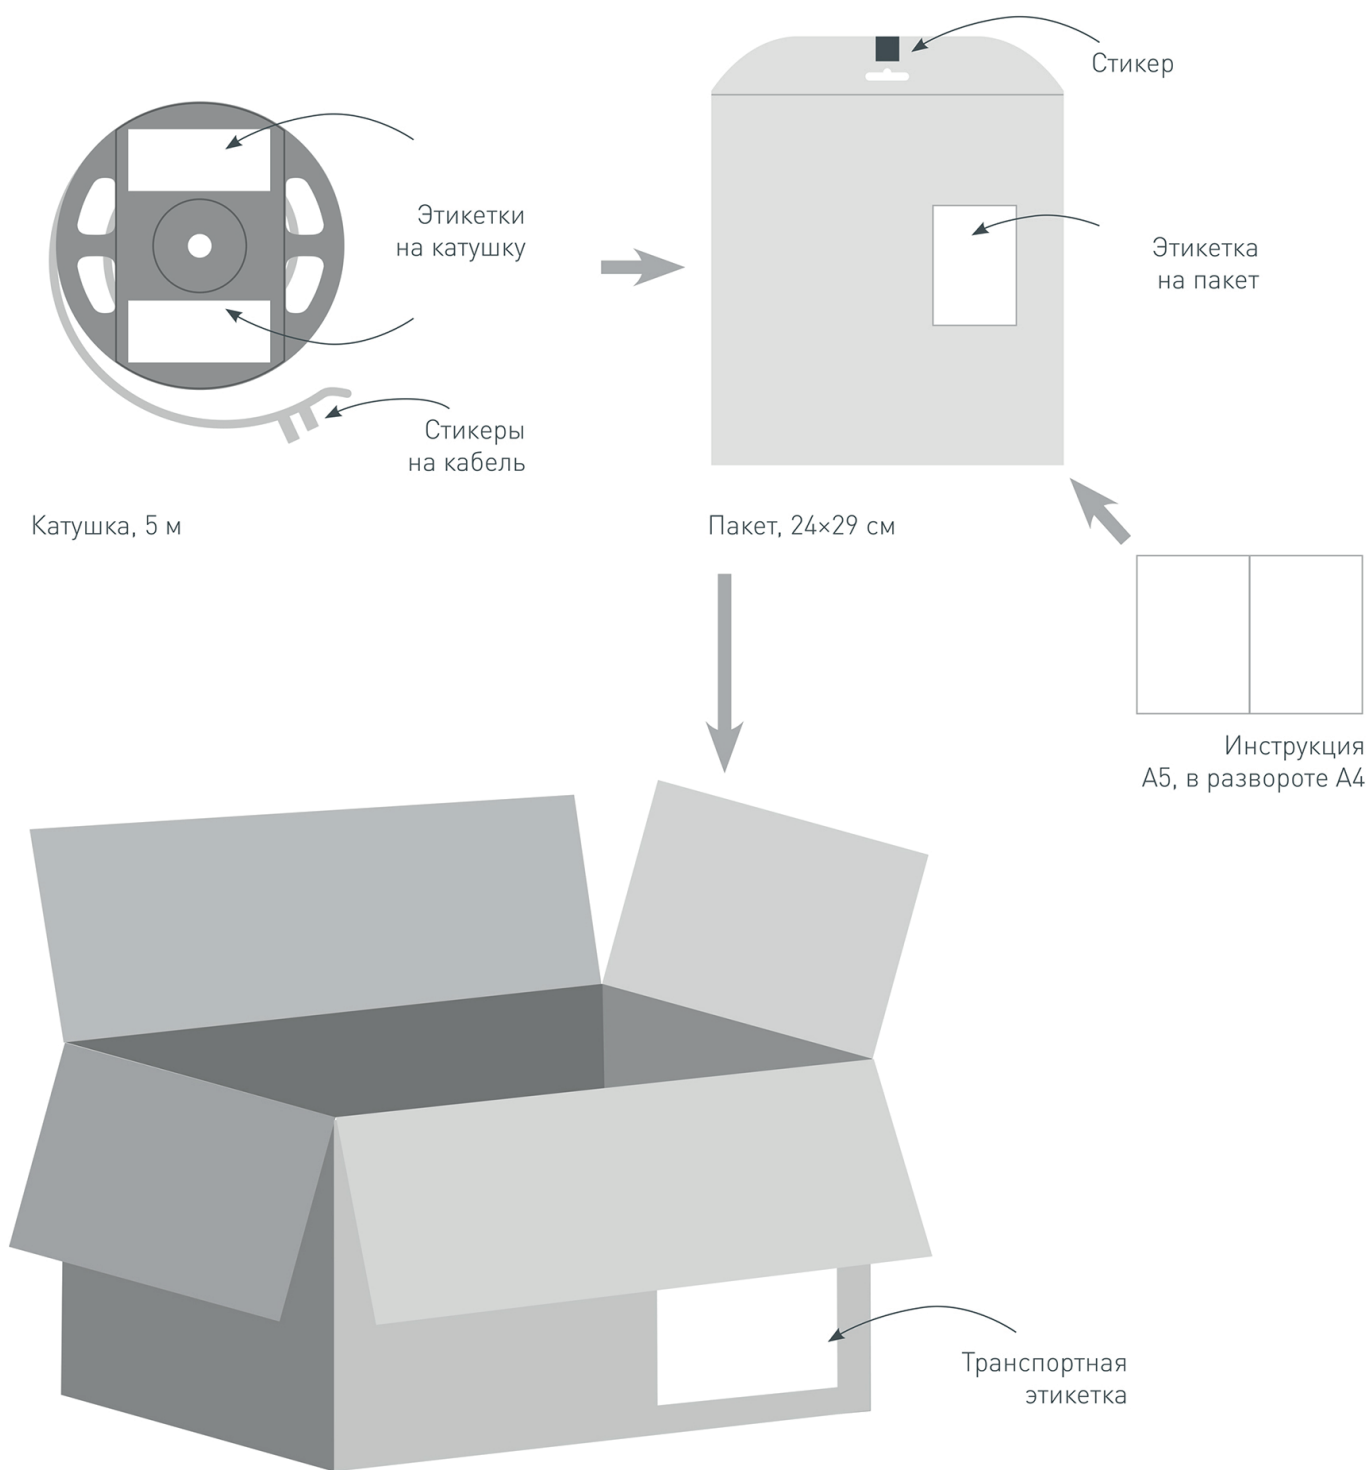 Стикер
Этикетки
на катушку
Этикетка
на пакет
Стикеры
на кабель
Катушка, 5 м
Пакет, 24×29 см
Инструкция
А5, в развороте А4
Транспортная
этикетка